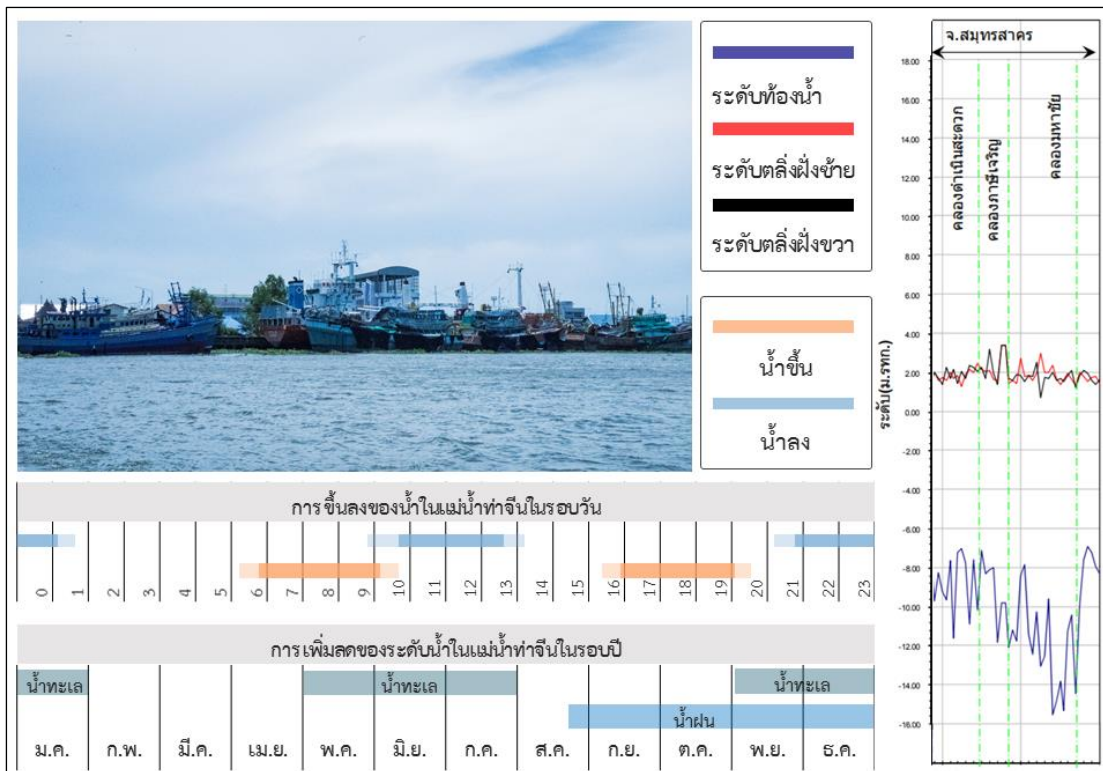 ระดับท้องน้ำ
ระดับตลิ่งฝั่งซ้าย
ระดับตลิ่งฝั่งขวา
น้ำขึ้น
น้ำลง
การขึ้นลงของน้ำในแม่น้ำท่าจีนในรอบวัน
0 1 2 3 4 5 6 7 8 9 10 11 12 13 14 15 16 17 18 19 20 21 22 23
การเพิ่มลดของระดับน้ำในแม่น้ำท่าจีนในรอบปี
น้ำทะเล น้ำทะเล น้ำทะเล
น้ำฝน
ม.ค. ก.พ. มี.ค. เม.ย. พ.ค. มิ.ย. ก.ค. ส.ค. ก.ย. ต.ค. พ.ย. ธ.ค.
จ.สมุทรสาคร
คลองดำเนินสะดวก
คลองภาษีเจริญ
คลองมหาชัย
ระดับ(ม.รทก.)
18.00
16.00
14.00
12.00
10.00
8.00
6.00
4.00
2.00
0.00
-2.00
-4.00
-6.00
-8.00
-10.00
-12.00
-14.00
-16.00